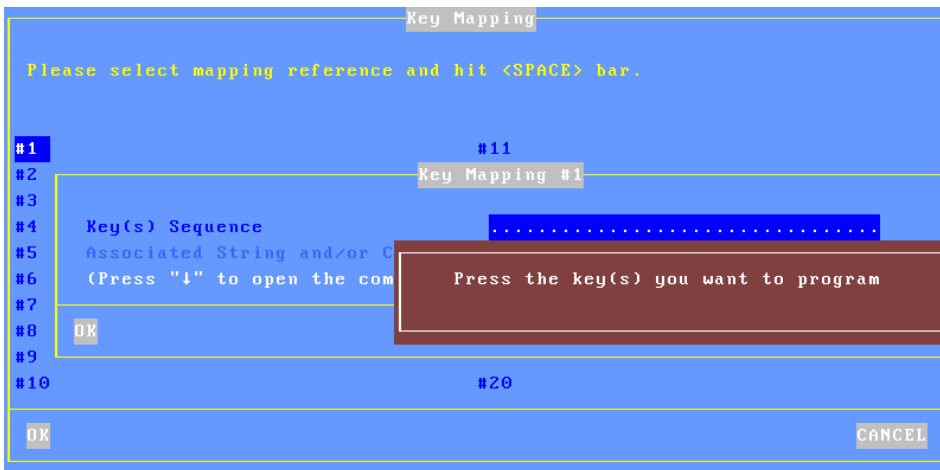 Key Mapping
Please select mapping reference and hit <SPACE> bar.
#1 #11
#2 Key Mapping #1
#3
#4 Key(s) Sequence ................................
#5 Associated String and/or C
#6 (Press "↓" to open the com Press the key(s) you want to program
#7
#8 OK
#9
#10 #20
OK CANCEL